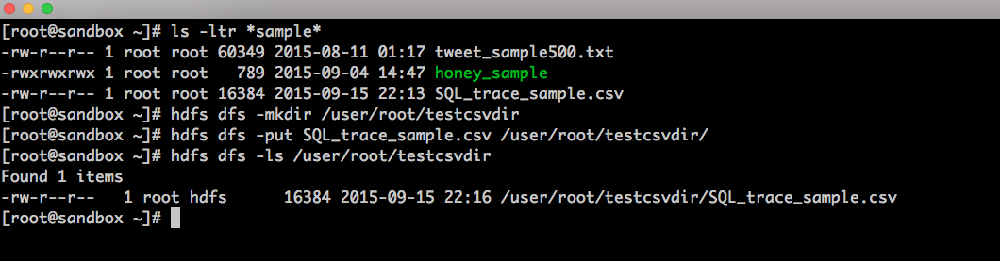 [root@sandbox ~]# ls -ltr *sample*
-rw-r--r-- 1 root root 60349 2015-08-11 01:17 tweet_sample500.txt
-rwxrwxrwx 1 root root   789 2015-09-04 14:47 honey_sample
-rw-r--r-- 1 root root 16384 2015-09-15 22:13 SQL_trace_sample.csv
[root@sandbox ~]# hdfs dfs -mkdir /user/root/testcsvdir
[root@sandbox ~]# hdfs dfs -put SQL_trace_sample.csv /user/root/testcsvdir/
[root@sandbox ~]# hdfs dfs -ls /user/root/testcsvdir
Found 1 items
-rw-r--r--   1 root hdfs      16384 2015-09-15 22:16 /user/root/testcsvdir/SQL_trace_sample.csv
[root@sandbox ~]#